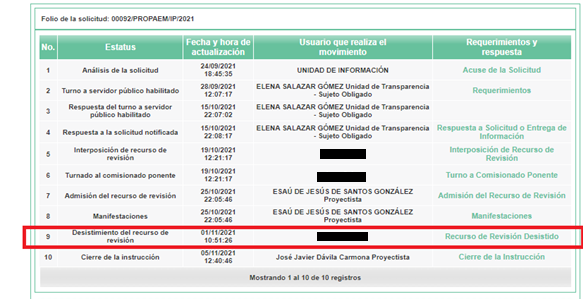 Folio de la solicitud: 00092/PROPAEM/IP/2021
No. Estatus Fecha y hora de actualización Usuario que realiza el movimiento Requerimientos y respuesta
1 Análisis de la solicitud 24/09/2021 18:45:35 UNIDAD DE INFORMACIÓN Acuse de la Solicitud
2 Turno a servidor público habilitado 28/09/2021 12:07:17 ELENA SALAZAR GÓMEZ Unidad de Transparencia - Sujeto Obligado Requerimientos
3 Respuesta del turno a servidor público habilitado 15/10/2021 22:07:02 ELENA SALAZAR GÓMEZ Unidad de Transparencia - Sujeto Obligado
4 Respuesta a la solicitud notificada 15/10/2021 22:08:17 ELENA SALAZAR GÓMEZ Unidad de Transparencia - Sujeto Obligado Respuesta a Solicitud o Entrega de Información
5 Interposición de recurso de revisión 19/10/2021 12:21:17 Interposición de Recurso de Revisión
6 Turnado al comisionado ponente 19/10/2021 12:21:17 Turno a Comisionado Ponente
7 Admisión del recurso de revisión 25/10/2021 22:05:46 ESAÚ DE JESÚS DE SANTOS GONZÁLEZ Proyectista Admisión del Recurso de Revisión
8 Manifestaciones 25/10/2021 22:05:46 ESAÚ DE JESÚS DE SANTOS GONZÁLEZ Proyectista Manifestaciones
9 Desistimiento del recurso de revisión 01/11/2021 10:51:26 Recurso de Revisión Desistido
10 Cierre de la instrucción 05/11/2021 12:40:46 José Javier Dávila Carmona Proyectista Cierre de la Instrucción
Mostrando 1 al 10 de 10 registros